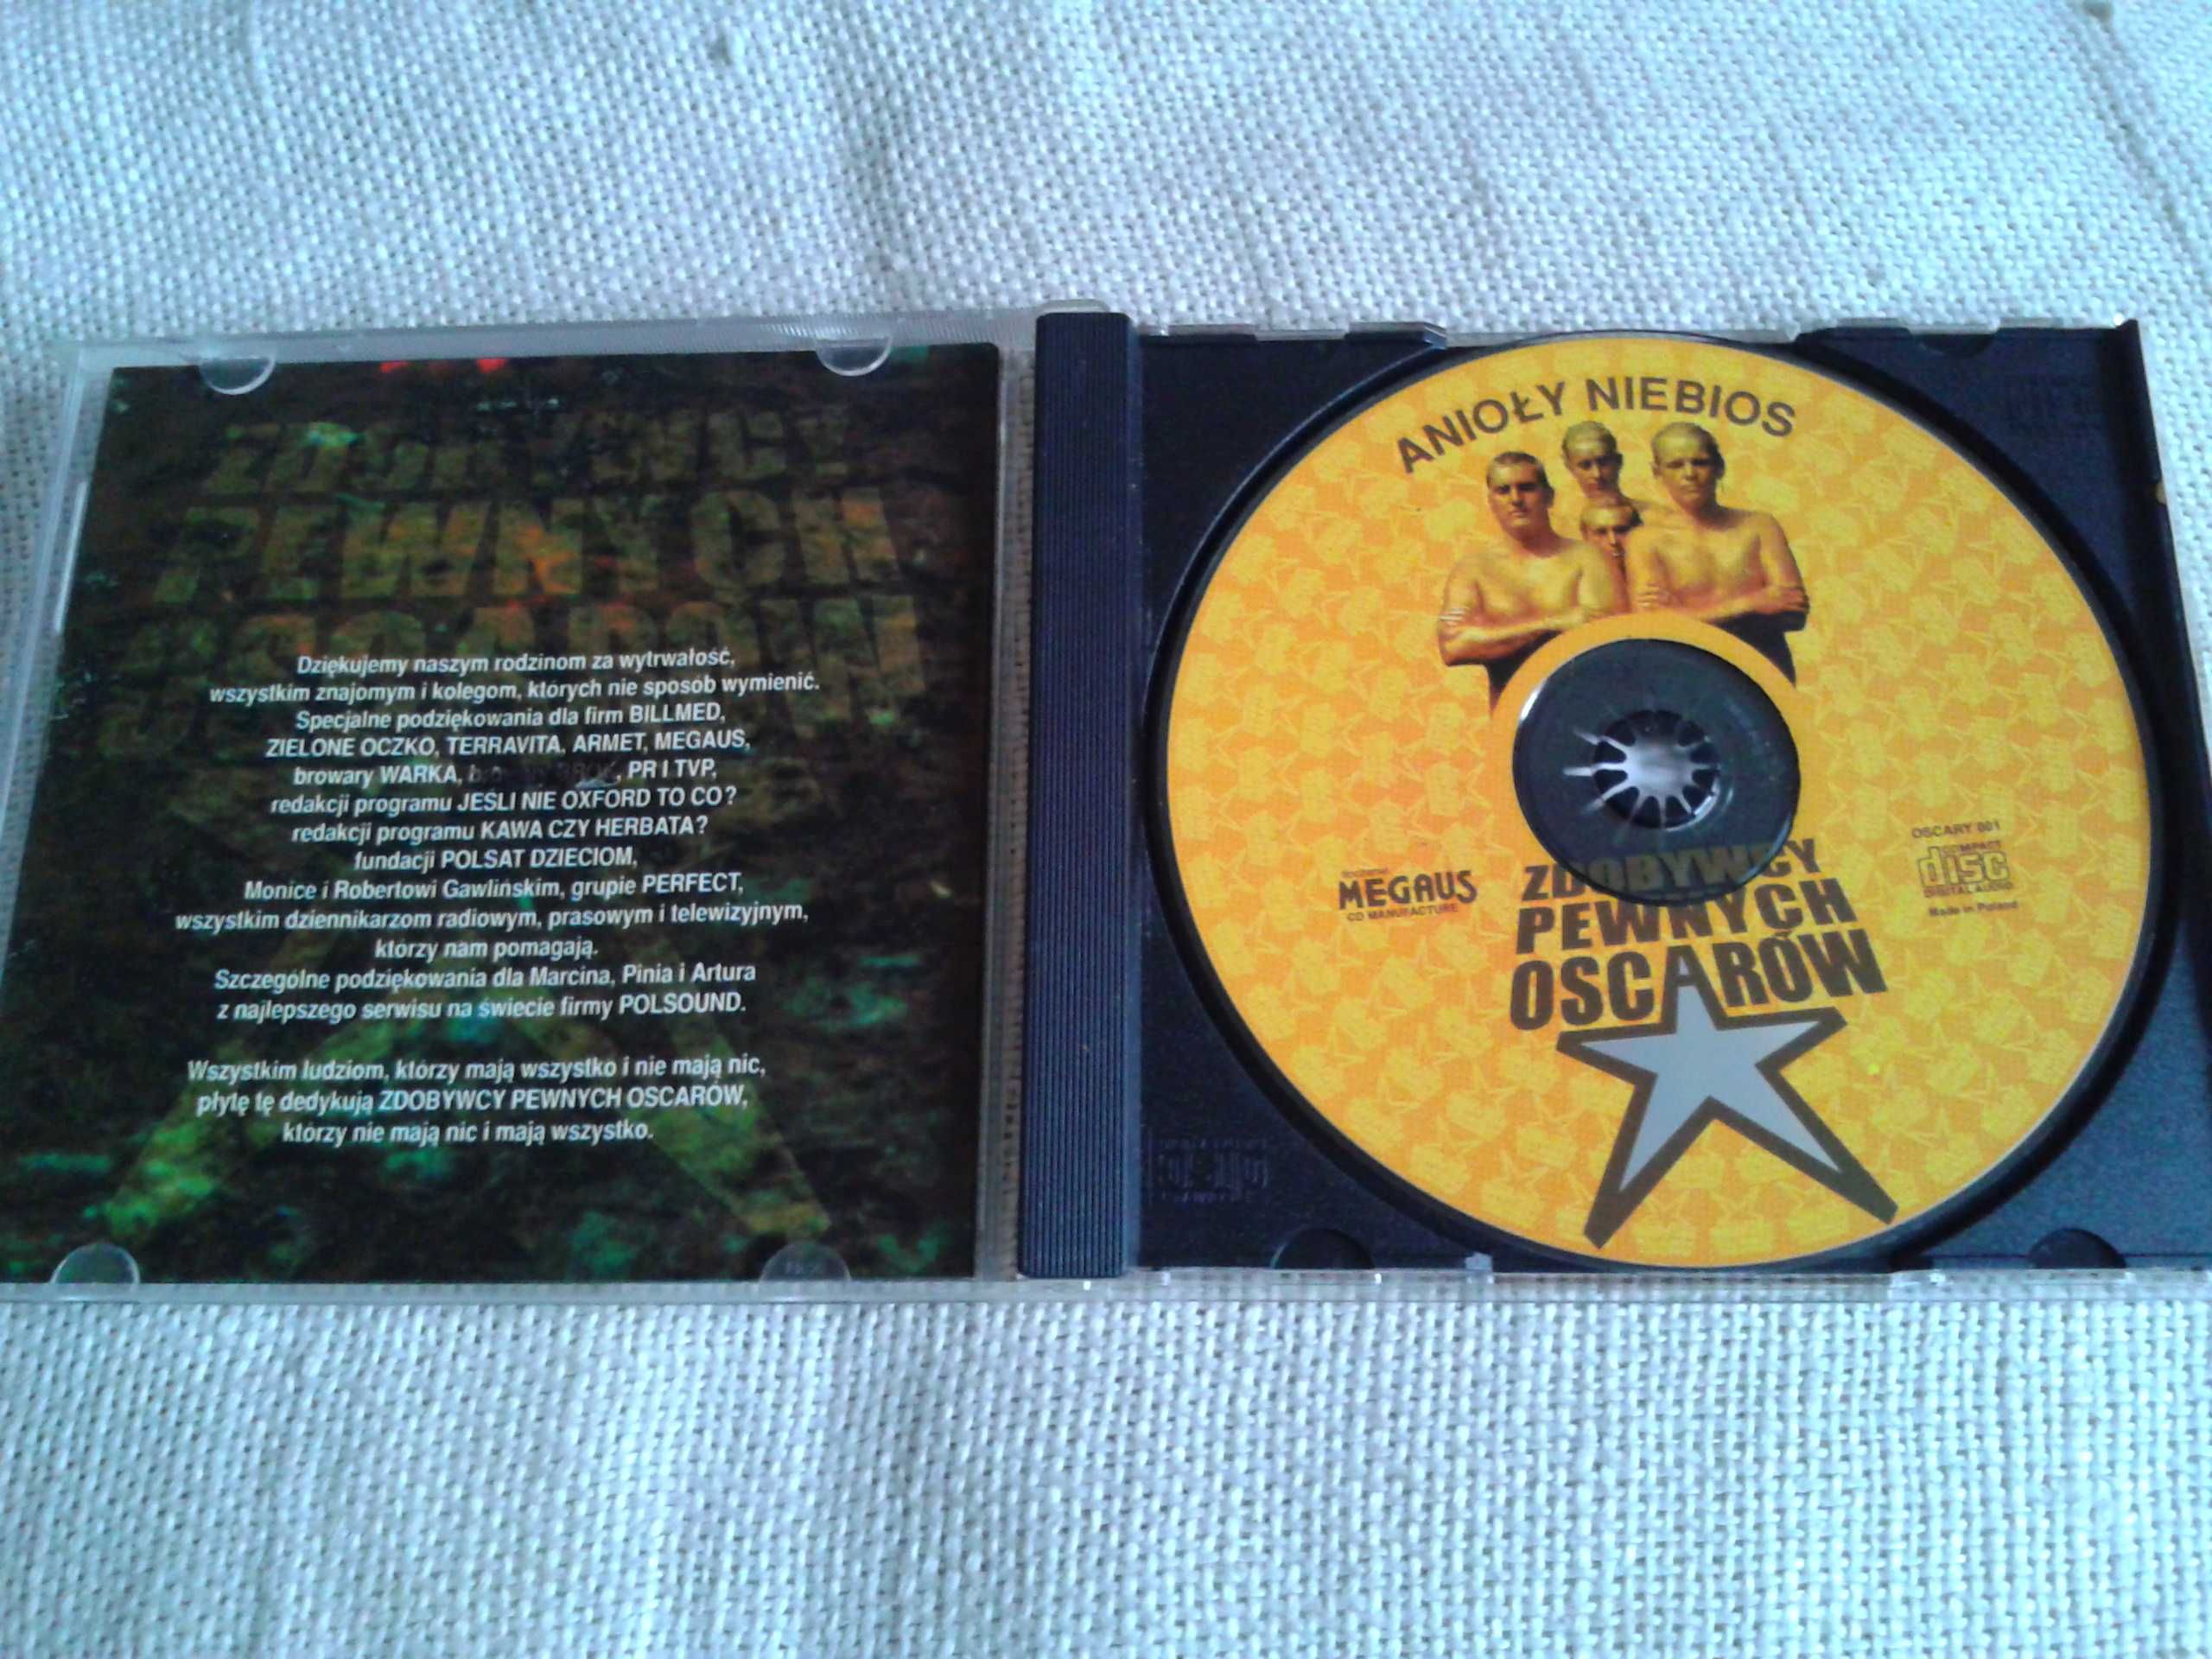 ZDOBYWCY
PEWNYCH
OSCARÓW
Dziękujemy naszym rodzinom za wytrwałość,
wszystkim znajomym i kolegom, których nie sposób wymienić.
Specjalne podziękowania dla firm BILLMED,
ZIELONE OCZKO, TERRAVITA, ARMET, MEGAUS,
browary WARKA, PR I TVP,
redakcji programu JEŚLI NIE OXFORD TO CO?
redakcji programu KAWA CZY HERBATA?
fundacji POLSAT DZIECIOM,
Monice i Robertowi Gawlińskim, grupie PERFECT,
wszystkim dziennikarzom radiowym, prasowym i telewizyjnym,
którzy nam pomagają.
Szczególne podziękowania dla Marcina, Pinia i Artura
z najlepszego serwisu na świecie firmy POLSOUND.
Wszystkim ludziom, którzy mają wszystko i nie mają nic,
płytę tę dedykują ZDOBYWCY PEWNYCH OSCARÓW,
którzy nie mają nic i mają wszystko.
ANIOŁY NIEBIOS
MEGAUS
CD MANUFACTURE
ZDOBYWCY
PEWNYCH
OSCARÓW
OSCARY 001
COMPACT
disc
DIGITAL AUDIO
Made in Poland